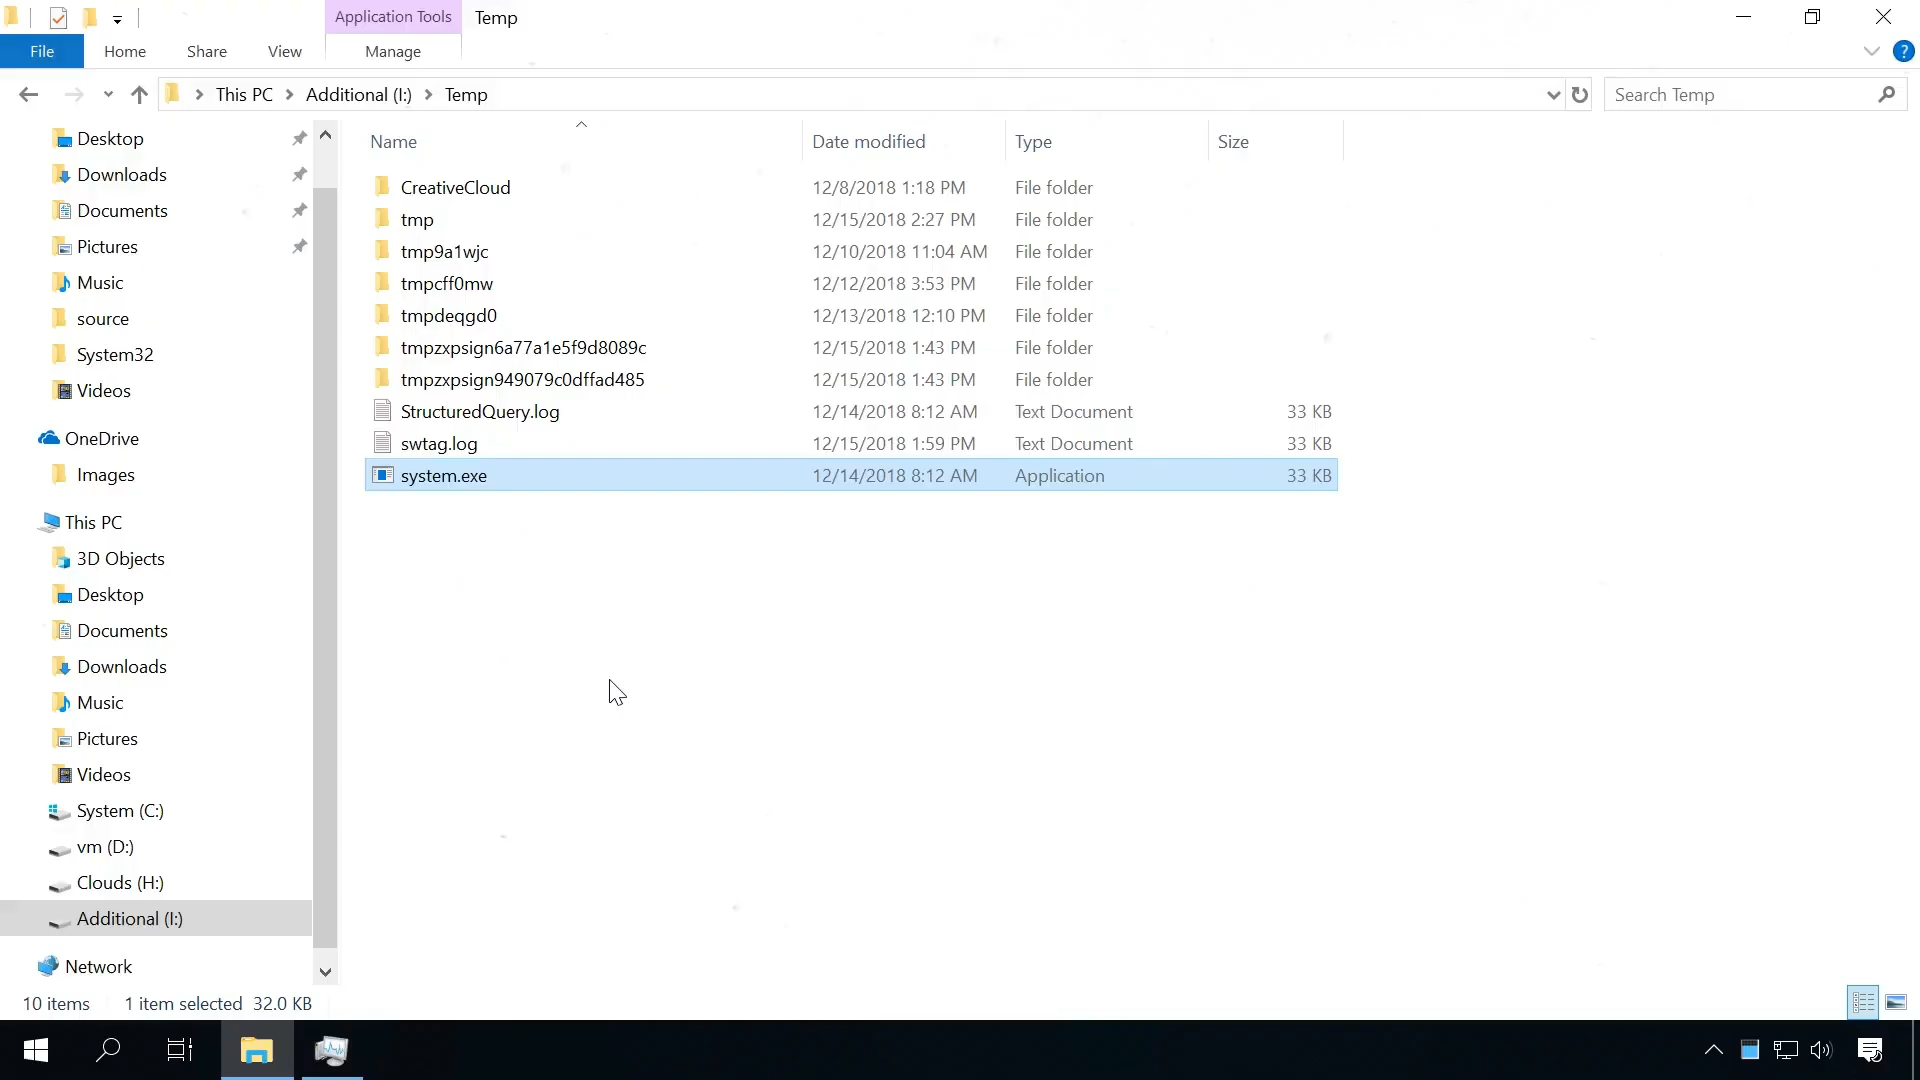 Application Tools
Temp
File
Home
Share
View
Manage
?
This PC
Additional (I:)
Temp
Search Temp
Desktop
Downloads
Documents
Pictures
Music
source
System32
Videos
OneDrive
Images
This PC
3D Objects
Desktop
Documents
Downloads
Music
Pictures
Videos
System (C:)
vm (D:)
Clouds (H:)
Additional (I:)
Network
Name Date modified Type Size
CreativeCloud 12/8/2018 1:18 PM File folder
tmp 12/15/2018 2:27 PM File folder
tmp9a1wjc 12/10/2018 11:04 AM File folder
tmpcff0mw 12/12/2018 3:53 PM File folder
tmpdeqgd0 12/13/2018 12:10 PM File folder
tmpzxpsign6a77a1e5f9d8089c 12/15/2018 1:43 PM File folder
tmpzxpsign949079c0dffad485 12/15/2018 1:43 PM File folder
StructuredQuery.log 12/14/2018 8:12 AM Text Document 33 KB
swtag.log 12/15/2018 1:59 PM Text Document 33 KB
system.exe 12/14/2018 8:12 AM Application 33 KB
10 items 1 item selected 32.0 KB